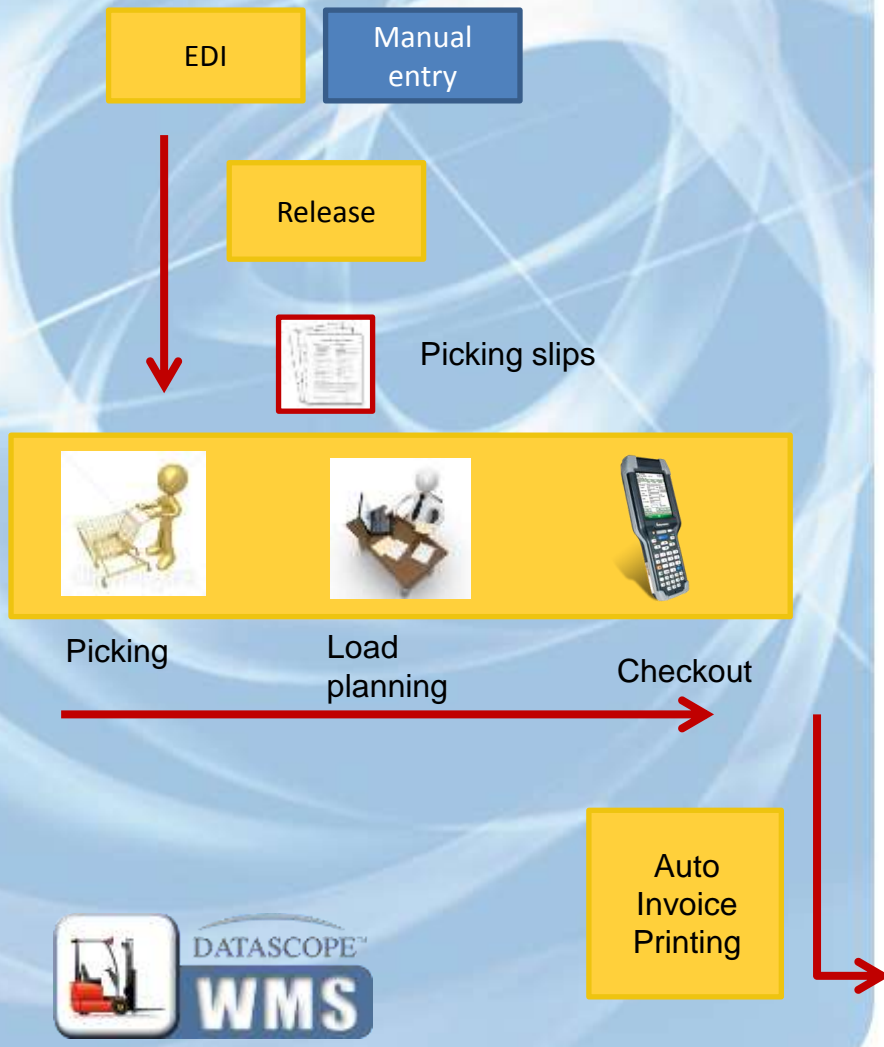 EDI
Manual
entry
Release
Picking slips
Picking
Load
planning
Checkout
Auto
Invoice
Printing
DATASCOPE™
WMS